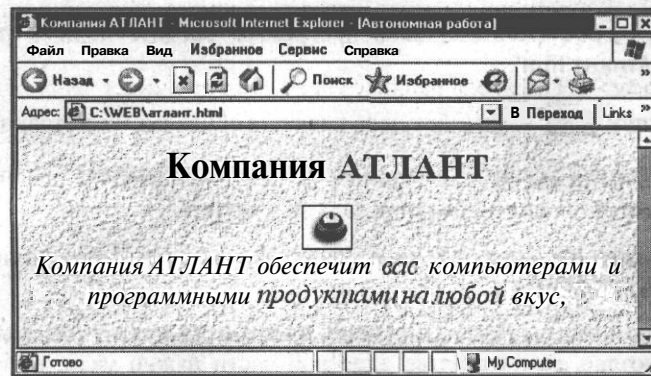 Компания АТЛАНТ - Microsoft Internet Explorer - [Автономная работа]
Файл Правка Вид Избранное Сервис Справка
Назад Поиск Избранное »
Адрес: C:\WEB\атлант.html В Переход Links »
Компания АТЛАНТ
Компания АТЛАНТ обеспечит вас компьютерами и
программными продуктами на любой вкус,
Готово My Computer